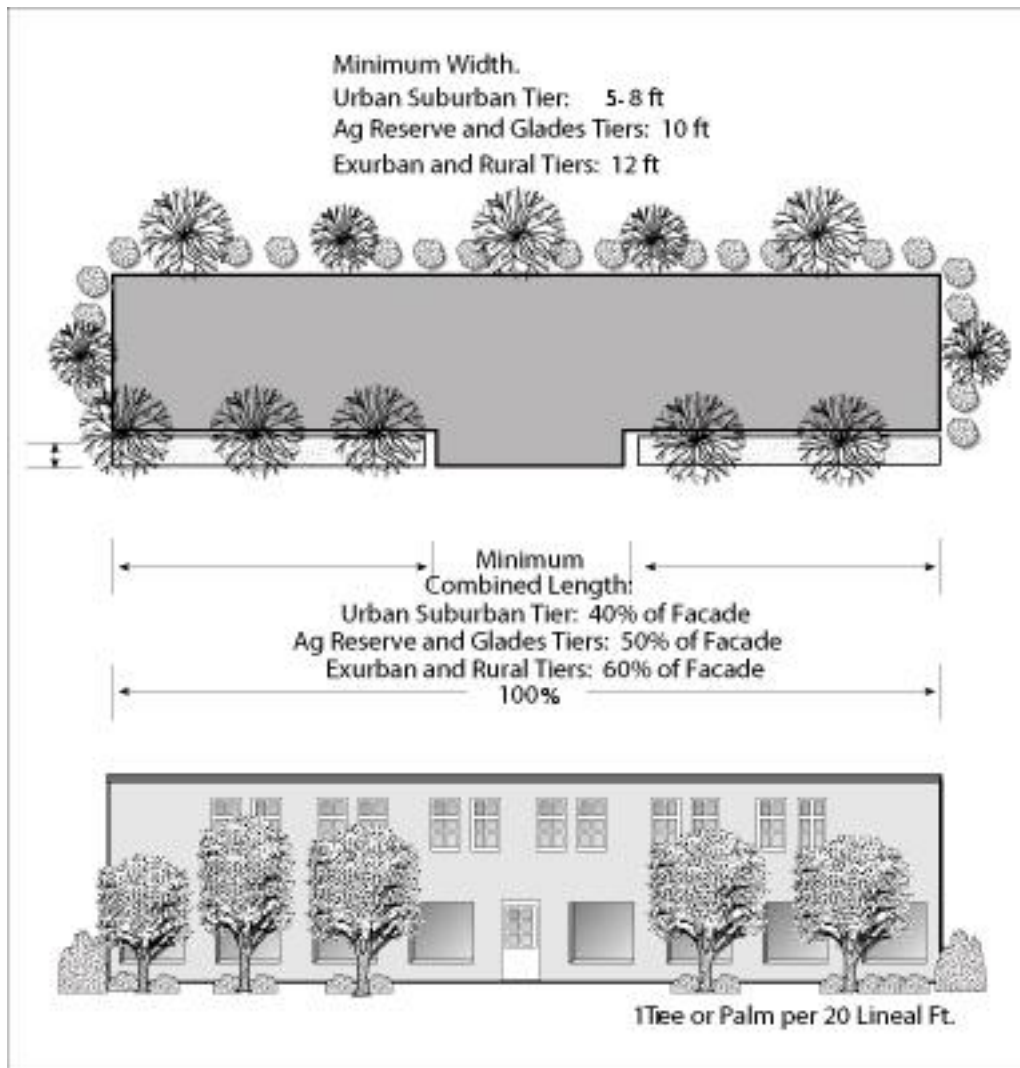 Minimum Width.
Urban Suburban Tier: 5-8 ft
Ag Reserve and Glades Tiers: 10 ft
Exurban and Rural Tiers: 12 ft
Minimum
Combined Length:
Urban Suburban Tier: 40% of Facade
Ag Reserve and Glades Tiers: 50% of Facade
Exurban and Rural Tiers: 60% of Facade
100%
1Tree or Palm per 20 Lineal Ft.